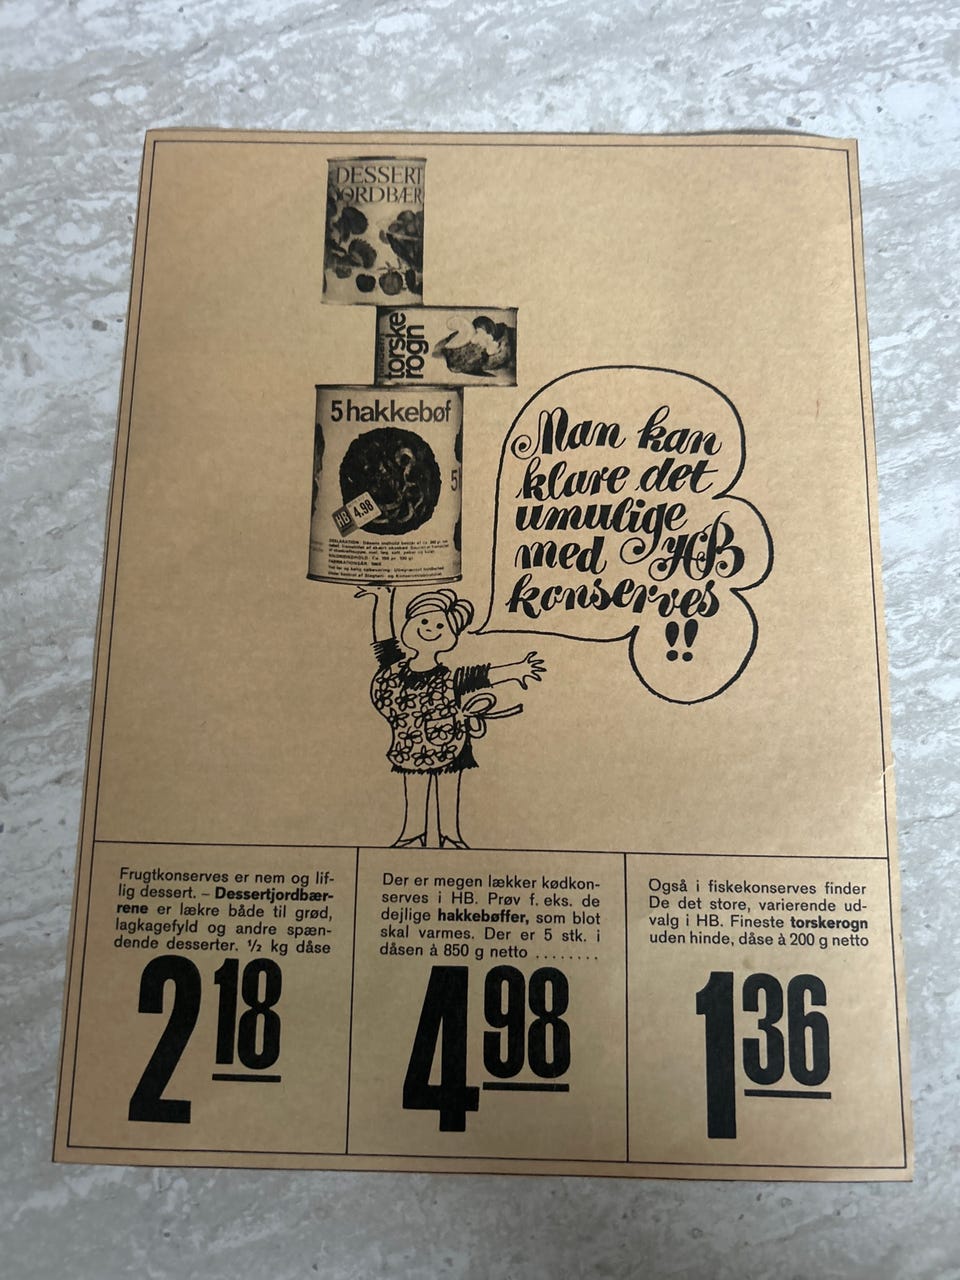 DESSERT
JORDBÆR
torske
rogn
5 hakkebøf
5
HB 4.98
Man kan
klare det
umulige
med HB
konserves
!!
Frugtkonserves er nem og lif-
lig dessert. – Dessertjordbær-
rene er lækre både til grød,
lagkagefyld og andre spæn-
dende desserter. ½ kg dåse
2 18
Der er megen lækker kødkon-
serves i HB. Prøv f. eks. de
dejlige hakkebøffer, som blot
skal varmes. Der er 5 stk. i
dåsen à 850 g netto ........
4 98
Også i fiskekonserves finder
De det store, varierende ud-
valg i HB. Fineste torskerogn
uden hinde, dåse à 200 g netto
1 36